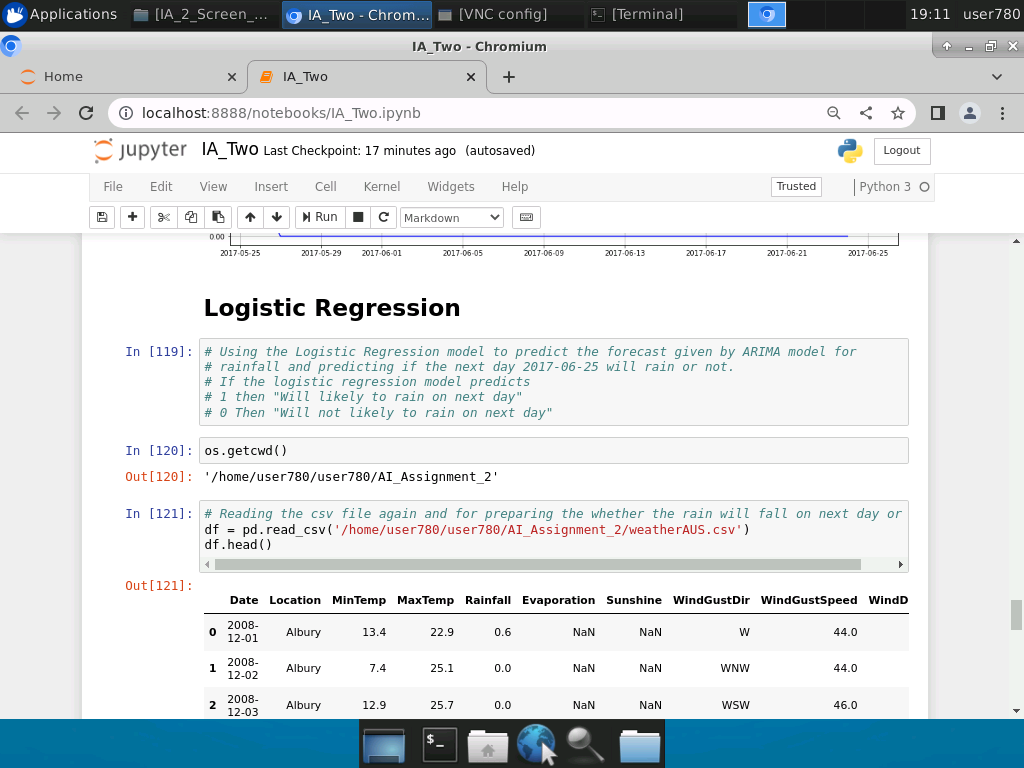 Applications
[IA_2_Screen_...
IA_Two - Chrom...
[VNC config]
[Terminal]
19:11
user780
IA_Two - Chromium
Home
IA_Two
localhost:8888/notebooks/IA_Two.ipynb
jupyter
IA_Two Last Checkpoint: 17 minutes ago (autosaved)
Logout
File Edit View Insert Cell Kernel Widgets Help
Trusted
Python 3
Run
Markdown
0.00
2017-05-25 2017-05-29 2017-06-01 2017-06-05 2017-06-09 2017-06-13 2017-06-17 2017-06-21 2017-06-25
Logistic Regression
In [119]:
# Using the Logistic Regression model to predict the forecast given by ARIMA model for
# rainfall and predicting if the next day 2017-06-25 will rain or not.
# If the logistic regression model predicts
# 1 then "Will likely to rain on next day"
# 0 Then "Will not likely to rain on next day"
In [120]: os.getcwd()
Out[120]: '/home/user780/user780/AI_Assignment_2'
In [121]:
# Reading the csv file again and for preparing the whether the rain will fall on next day or
df = pd.read_csv('/home/user780/user780/AI_Assignment_2/weatherAUS.csv')
df.head()
Out[121]:
Date Location MinTemp MaxTemp Rainfall Evaporation Sunshine WindGustDir WindGustSpeed WindD
0 2008-12-01 Albury 13.4 22.9 0.6 NaN NaN W 44.0
1 2008-12-02 Albury 7.4 25.1 0.0 NaN NaN WNW 44.0
2 2008-12-03 Albury 12.9 25.7 0.0 NaN NaN WSW 46.0
$_